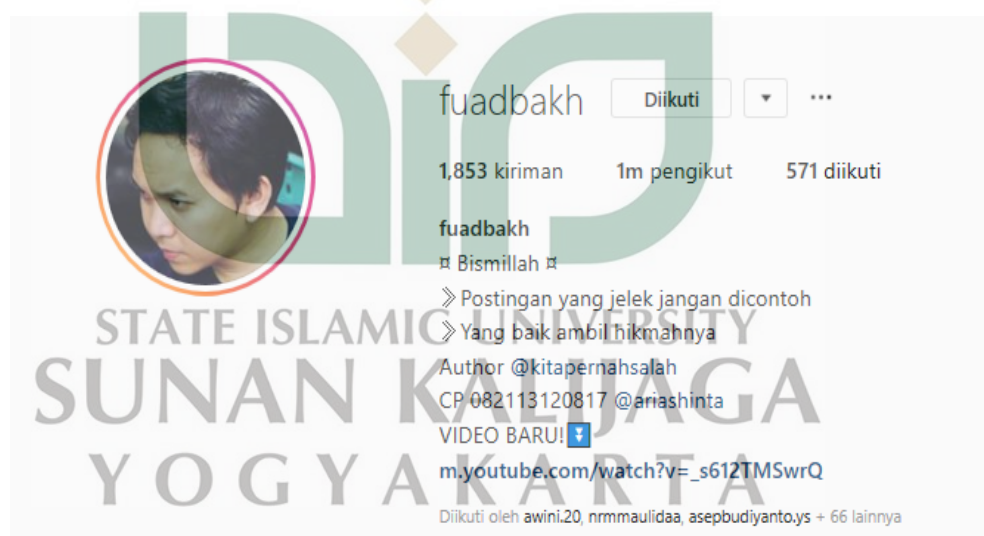 fuadbakh Diikuti
1,853 kiriman 1m pengikut 571 diikuti
fuadbakh
¤ Bismillah ¤
⨠ Postingan yang jelek jangan dicontoh
⨠ Yang baik ambil hikmahnya
Author @kitapernahsalah
CP 082113120817 @ariashinta
VIDEO BARU! ⏬
m.youtube.com/watch?v=_s612TMSwrQ
Diikuti oleh awini.20, nrmmaulidaa, asepbudiyanto.ys + 66 lainnya
STATE ISLAMIC UNIVERSITY
SUNAN KALIJAGA
YOGYAKARTA